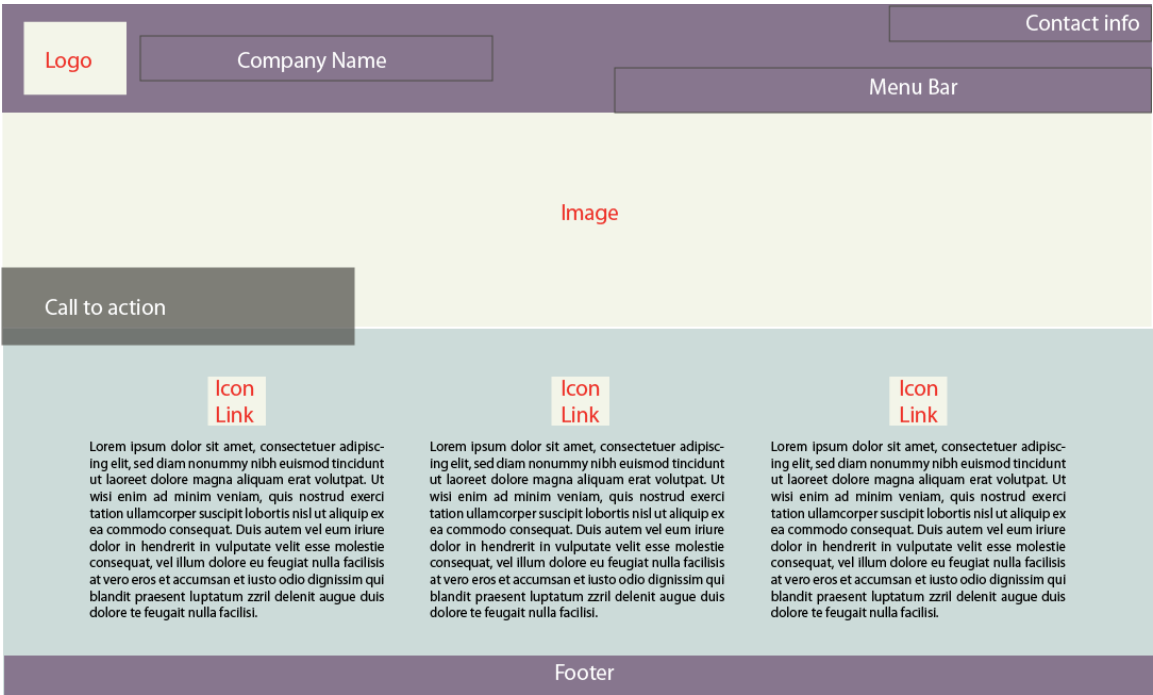 Contact info
Logo
Company Name
Menu Bar
Image
Call to action
Icon
Link
Lorem ipsum dolor sit amet, consectetuer adipisc-
ing elit, sed diam nonummy nibh euismod tincidunt
ut laoreet dolore magna aliquam erat volutpat. Ut
wisi enim ad minim veniam, quis nostrud exerci
tation ullamcorper suscipit lobortis nisl ut aliquip ex
ea commodo consequat. Duis autem vel eum iriure
dolor in hendrerit in vulputate velit esse molestie
consequat, vel illum dolore eu feugiat nulla facilisis
at vero eros et accumsan et iusto odio dignissim qui
blandit praesent luptatum zzril delenit augue duis
dolore te feugait nulla facilisi.
Icon
Link
Lorem ipsum dolor sit amet, consectetuer adipisc-
ing elit, sed diam nonummy nibh euismod tincidunt
ut laoreet dolore magna aliquam erat volutpat. Ut
wisi enim ad minim veniam, quis nostrud exerci
tation ullamcorper suscipit lobortis nisl ut aliquip ex
ea commodo consequat. Duis autem vel eum iriure
dolor in hendrerit in vulputate velit esse molestie
consequat, vel illum dolore eu feugiat nulla facilisis
at vero eros et accumsan et iusto odio dignissim qui
blandit praesent luptatum zzril delenit augue duis
dolore te feugait nulla facilisi.
Icon
Link
Lorem ipsum dolor sit amet, consectetuer adipisc-
ing elit, sed diam nonummy nibh euismod tincidunt
ut laoreet dolore magna aliquam erat volutpat. Ut
wisi enim ad minim veniam, quis nostrud exerci
tation ullamcorper suscipit lobortis nisl ut aliquip ex
ea commodo consequat. Duis autem vel eum iriure
dolor in hendrerit in vulputate velit esse molestie
consequat, vel illum dolore eu feugiat nulla facilisis
at vero eros et accumsan et iusto odio dignissim qui
blandit praesent luptatum zzril delenit augue duis
dolore te feugait nulla facilisi.
Footer